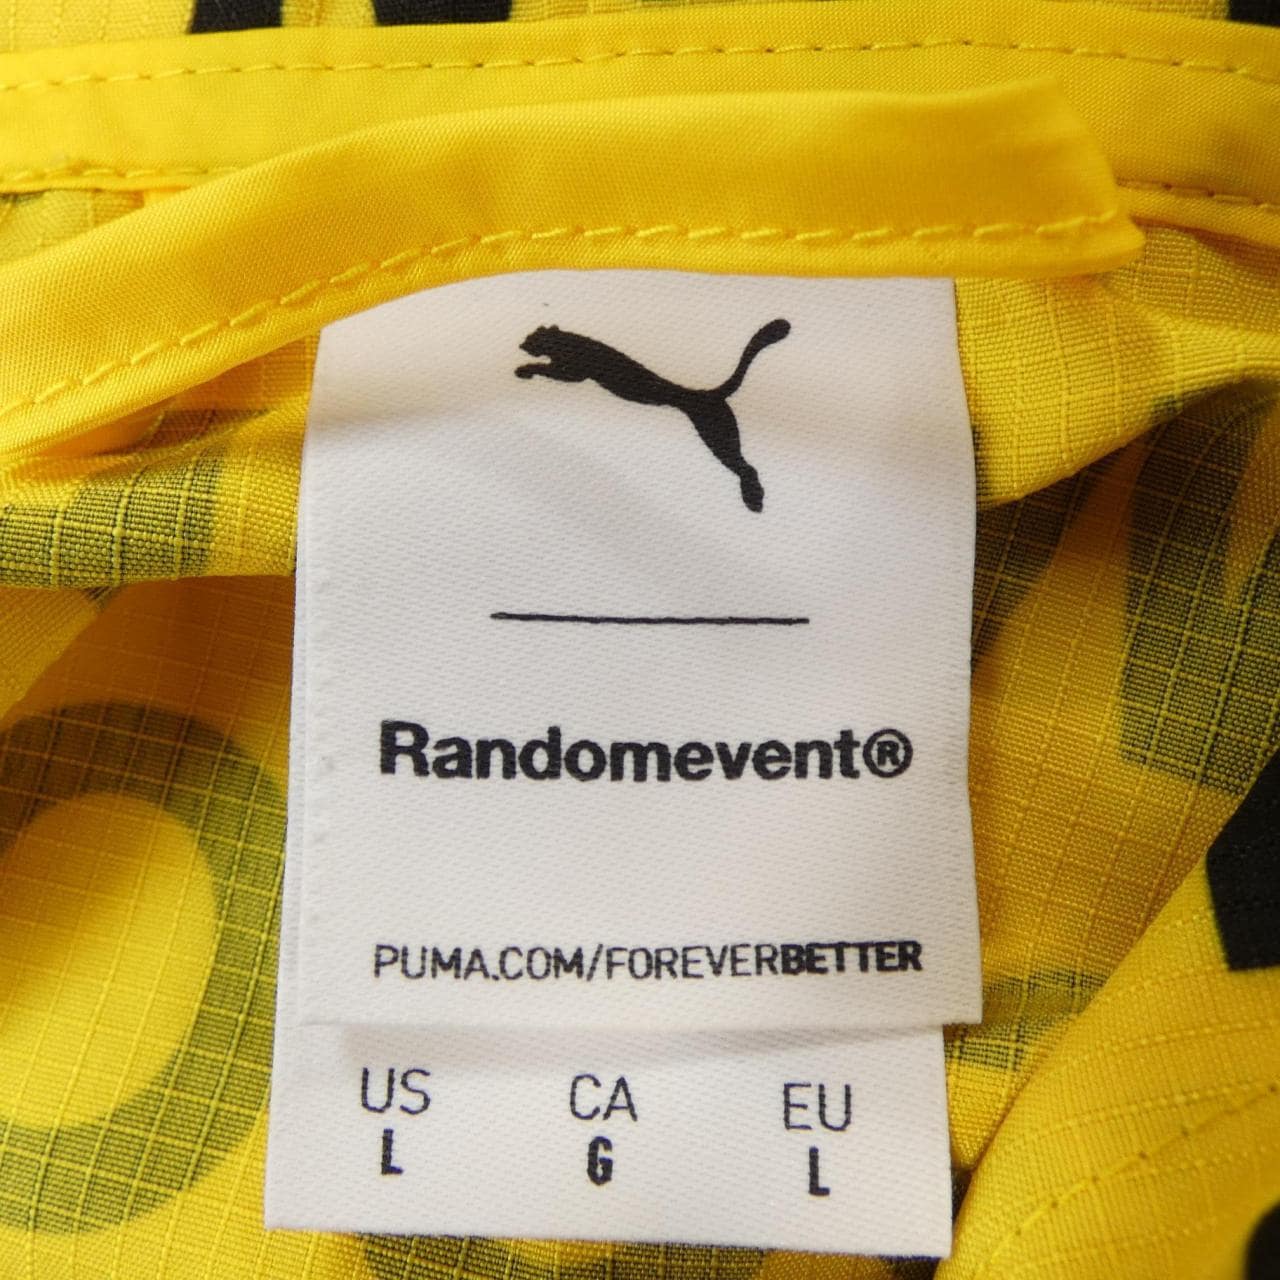 Randomevent®
PUMA.COM/FOREVERBETTER
US CA EU
L G L